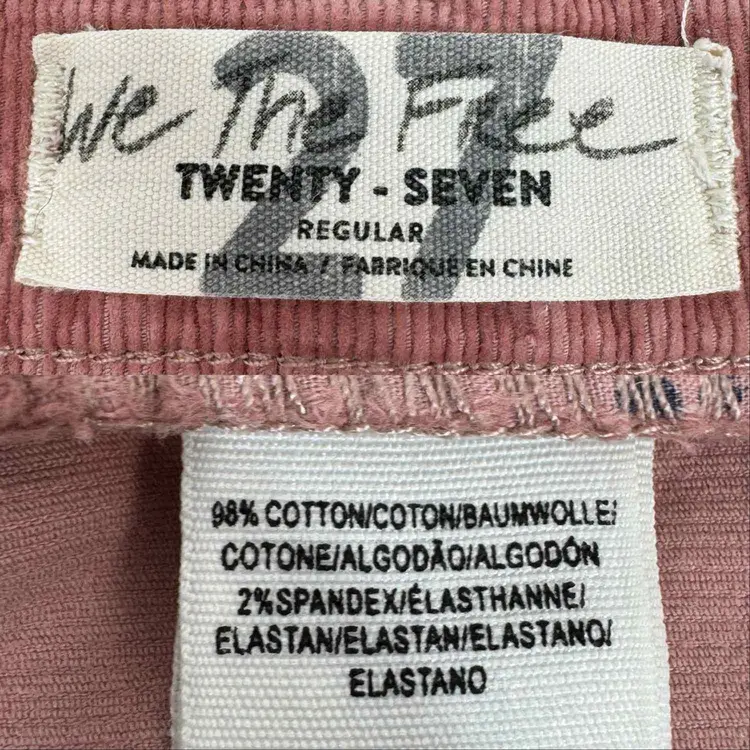 We The Free
27
TWENTY - SEVEN
REGULAR
MADE IN CHINA / FABRIQUE EN CHINE
98% COTTON/COTON/BAUMWOLLE/
COTONE/ALGODÃO/ALGODÓN
2%SPANDEX/ÉLASTHANNE/
ELASTAN/ELASTAN/ELASTANO/
ELASTANO